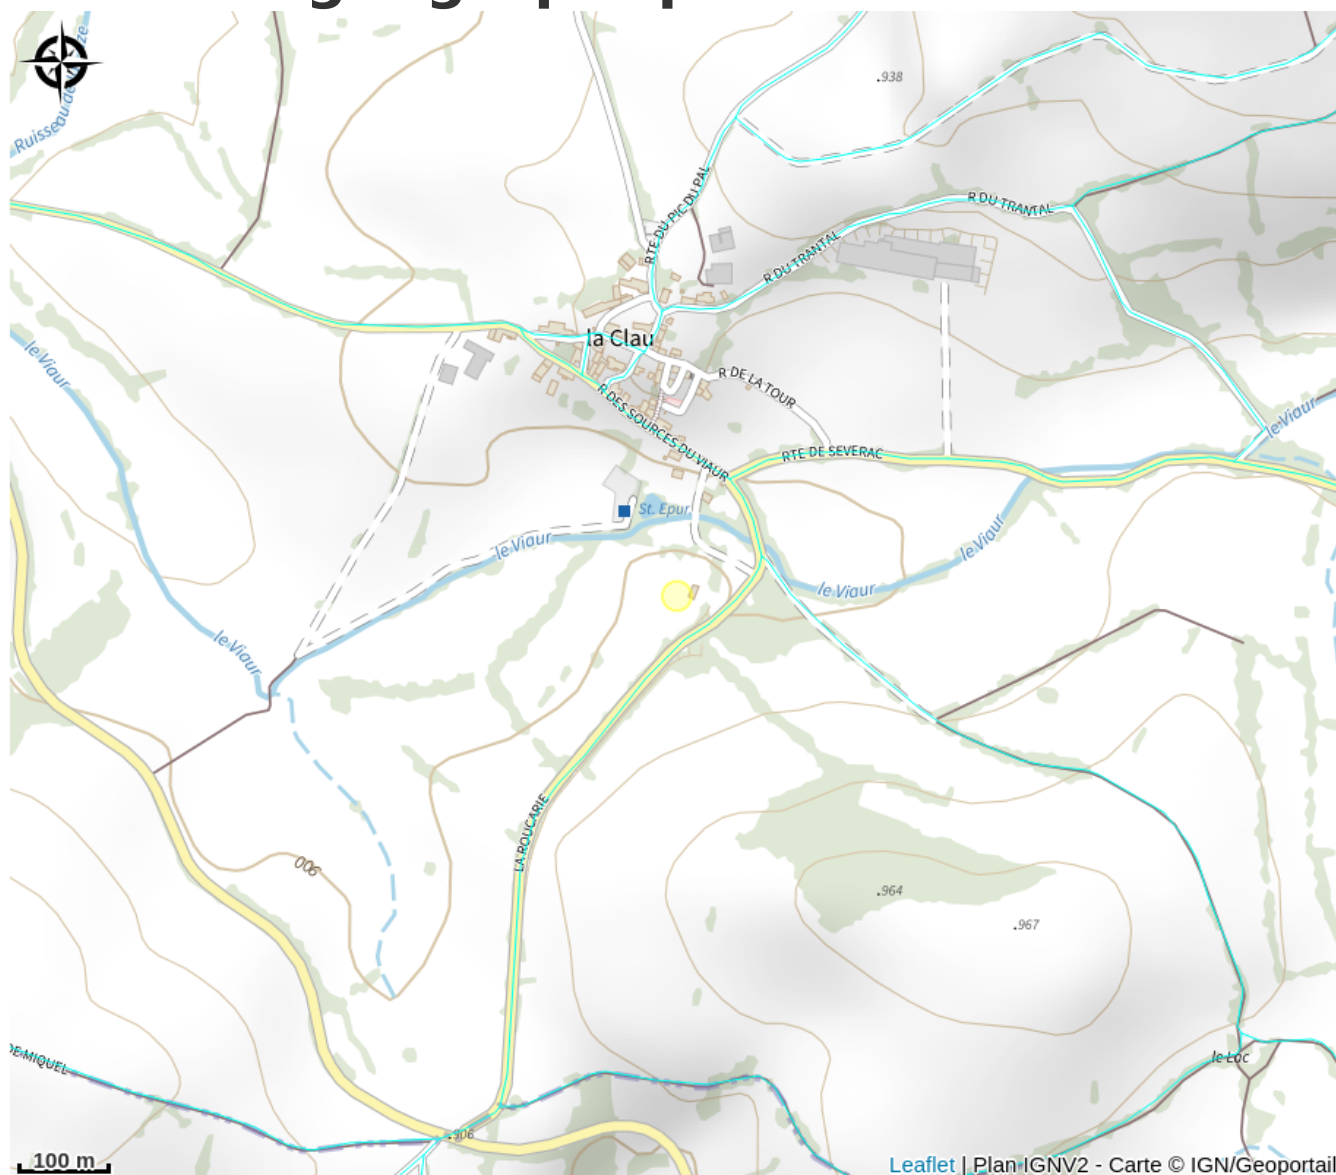 938
RTE DU PIC DU PAL
R DU TRANTAL
R DU TRANTAL
la Clau
le Viaur
R DE LA TOUR
R DES SOURCES DU VIAUR
RTE DE SEVERAC
le Viaur
St. Epur
le Viaur
le Viaur
le Viaur
le Viaur
LA ROUCARIE
900
964
967
DE MIQUEL
906
le Lac
100 m
Leaflet | Plan IGNV2 - Carte © IGN/Geoportail